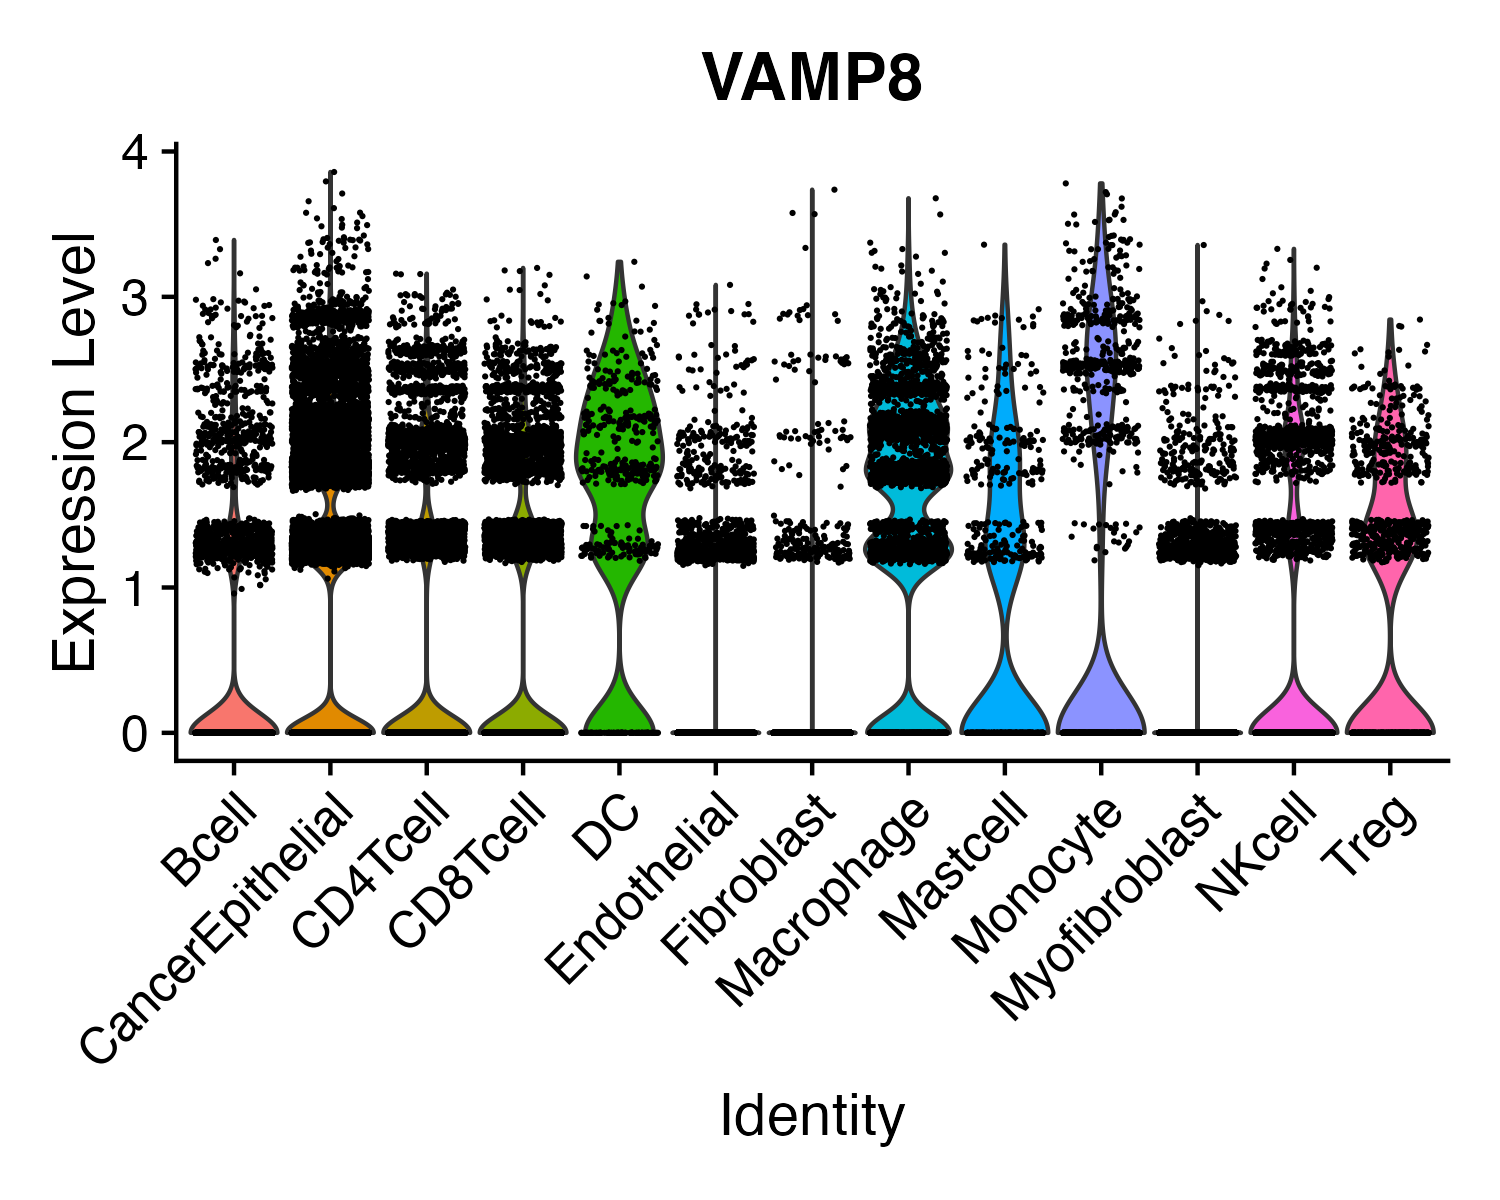 VAMP8
Expression Level
4
3
2
1
0
Bcell
CancerEpithelial
CD4Tcell
CD8Tcell
DC
Endothelial
Fibroblast
Macrophage
Mastcell
Monocyte
Myofibroblast
NKcell
Treg
Identity